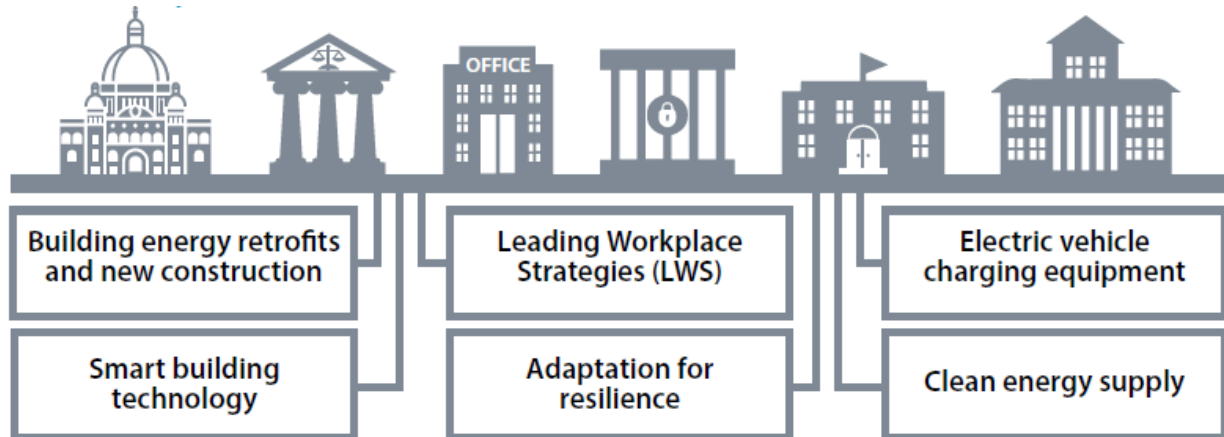 OFFICE
Building energy retrofits
and new construction
Leading Workplace
Strategies (LWS)
Electric vehicle
charging equipment
Smart building
technology
Adaptation for
resilience
Clean energy supply